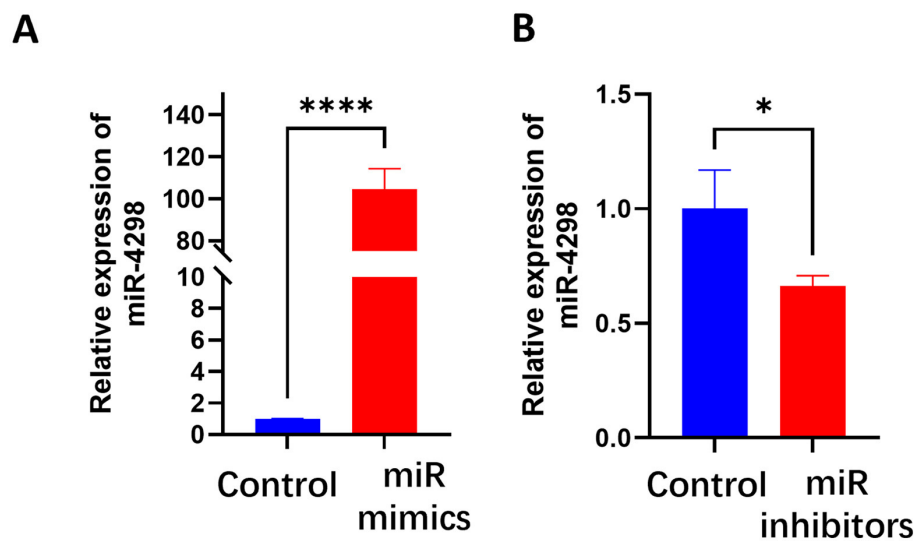 A
Relative expression of
miR-4298
140
120
100
80
10
8
6
4
2
0
****
Control
miR
mimics
B
Relative expression of
miR-4298
1.5
1.0
0.5
0.0
*
Control
miR
inhibitors